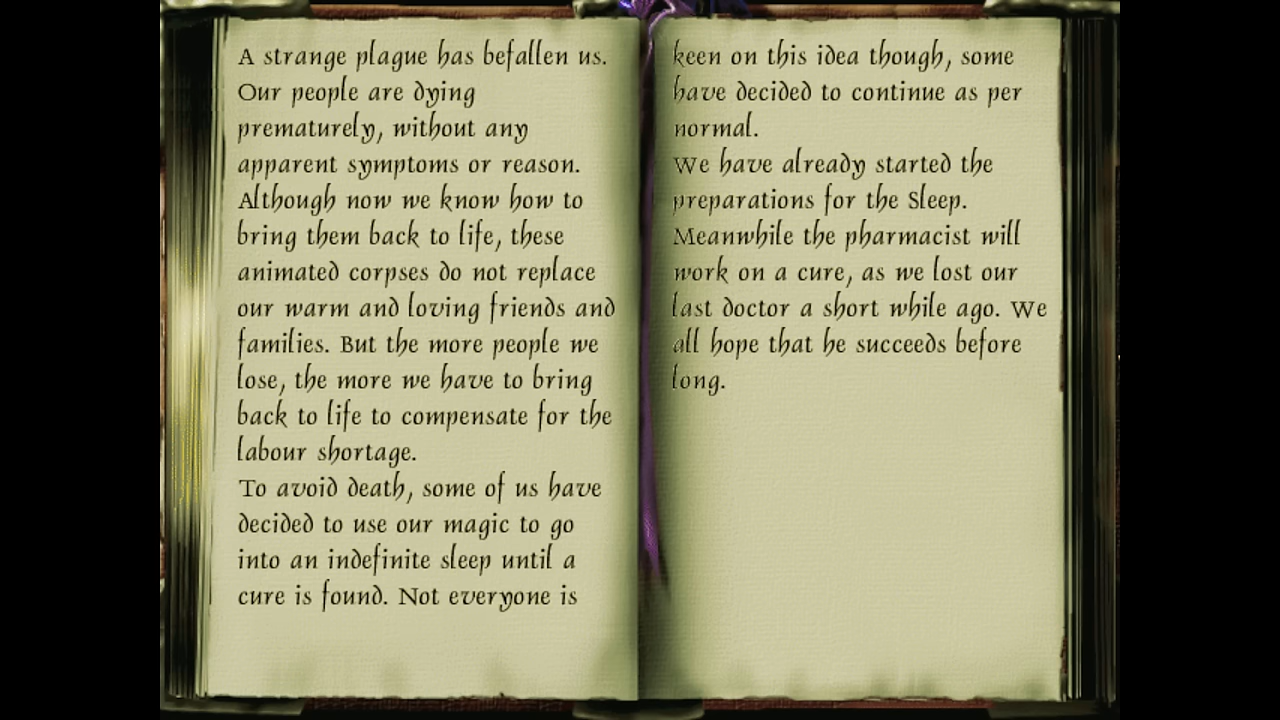 A strange plague has befallen us.
Our people are dying
prematurely, without any
apparent symptoms or reason.
Although now we know how to
bring them back to life, these
animated corpses do not replace
our warm and loving friends and
families. But the more people we
lose, the more we have to bring
back to life to compensate for the
labour shortage.
To avoid death, some of us have
decided to use our magic to go
into an indefinite sleep until a
cure is found. Not everyone is
keen on this idea though, some
have decided to continue as per
normal.
We have already started the
preparations for the Sleep.
Meanwhile the pharmacist will
work on a cure, as we lost our
last doctor a short while ago. We
all hope that he succeeds before
long.